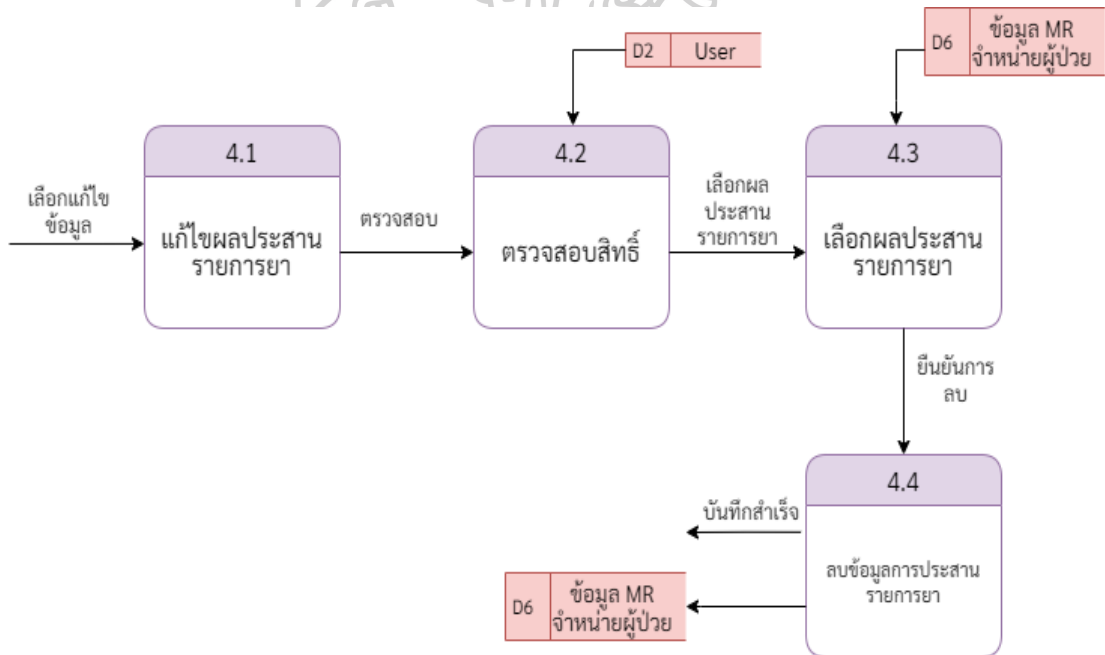 D2 User
D6 ข้อมูล MR
จำหน่ายผู้ป่วย
4.1
4.2
4.3
เลือกแก้ไข
ข้อมูล
แก้ไขผลประสาน
รายการยา
ตรวจสอบ
ตรวจสอบสิทธิ์
เลือกผล
ประสาน
รายการยา
เลือกผลประสาน
รายการยา
ยืนยันการ
ลบ
4.4
บันทึกสำเร็จ
ลบข้อมูลการประสาน
รายการยา
D6 ข้อมูล MR
จำหน่ายผู้ป่วย